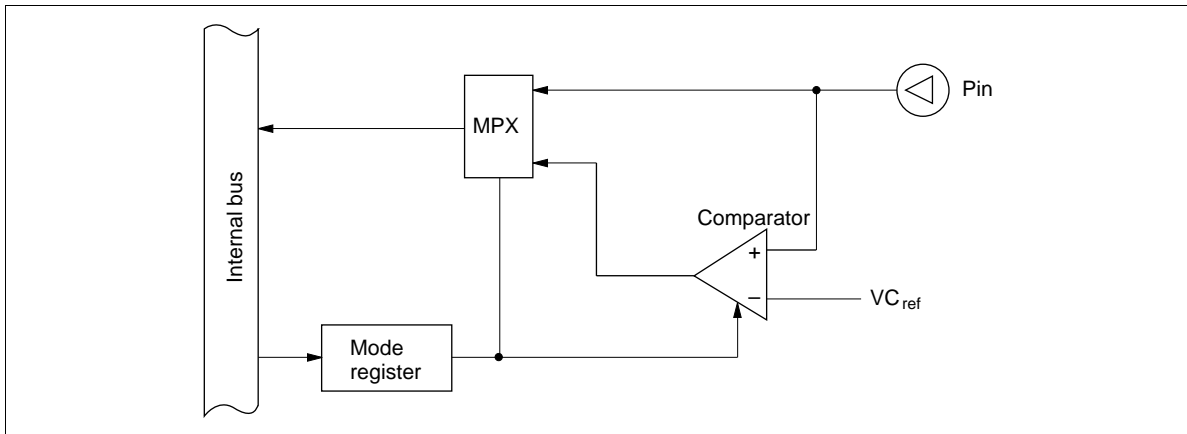 Pin
MPX
Internal bus
Comparator
+
−
VCref
Mode
register